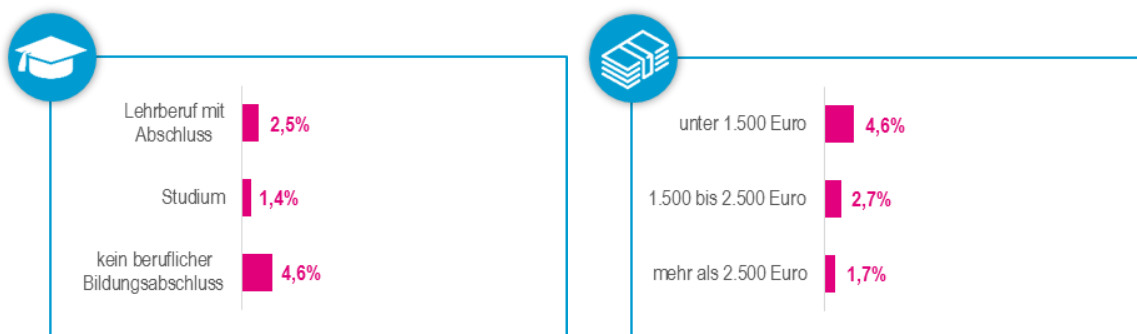 Lehrberuf mit
Abschluss
2,5%
Studium
1,4%
kein beruflicher
Bildungsabschluss
4,6%
unter 1.500 Euro
4,6%
1.500 bis 2.500 Euro
2,7%
mehr als 2.500 Euro
1,7%